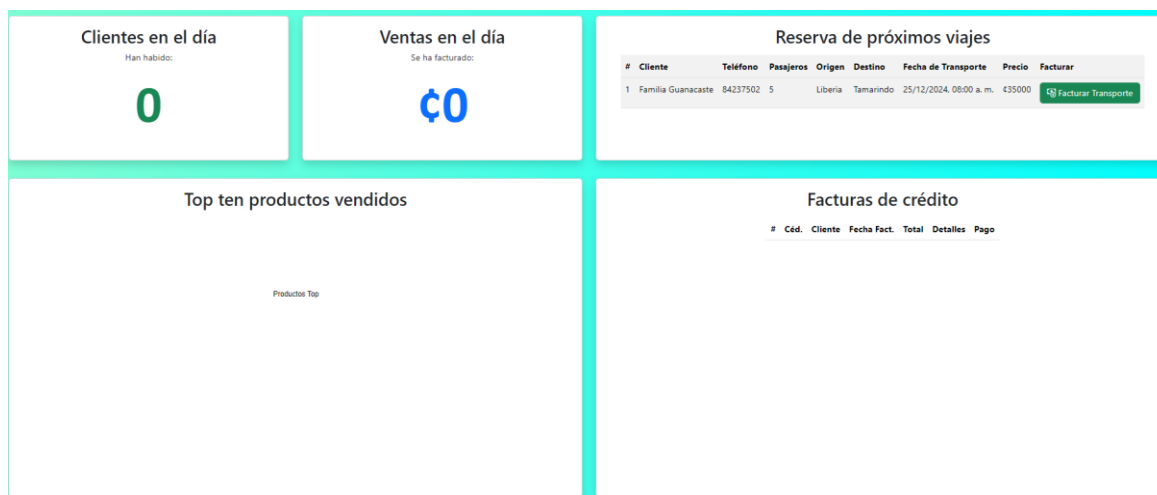 Clientes en el día
Han habido:
0
Ventas en el día
Se ha facturado:
¢0
Reserva de próximos viajes
# Cliente Teléfono Pasajeros Origen Destino Fecha de Transporte Precio Facturar
1 Familia Guanacaste 84237502 5 Liberia Tamarindo 25/12/2024. 08:00 a. m. ¢35000 Facturar Transporte
Top ten productos vendidos
Productos Top
Facturas de crédito
# Céd. Cliente Fecha Fact. Total Detalles Pago